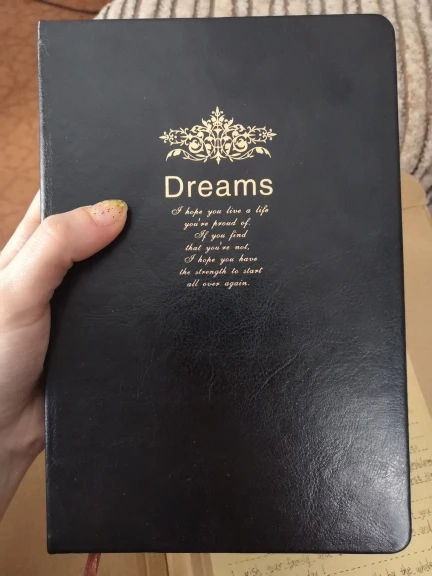 Dreams
I hope you live a life
you're proud of.
If you find
that you're not,
I hope you have
the strength to start
all over again.